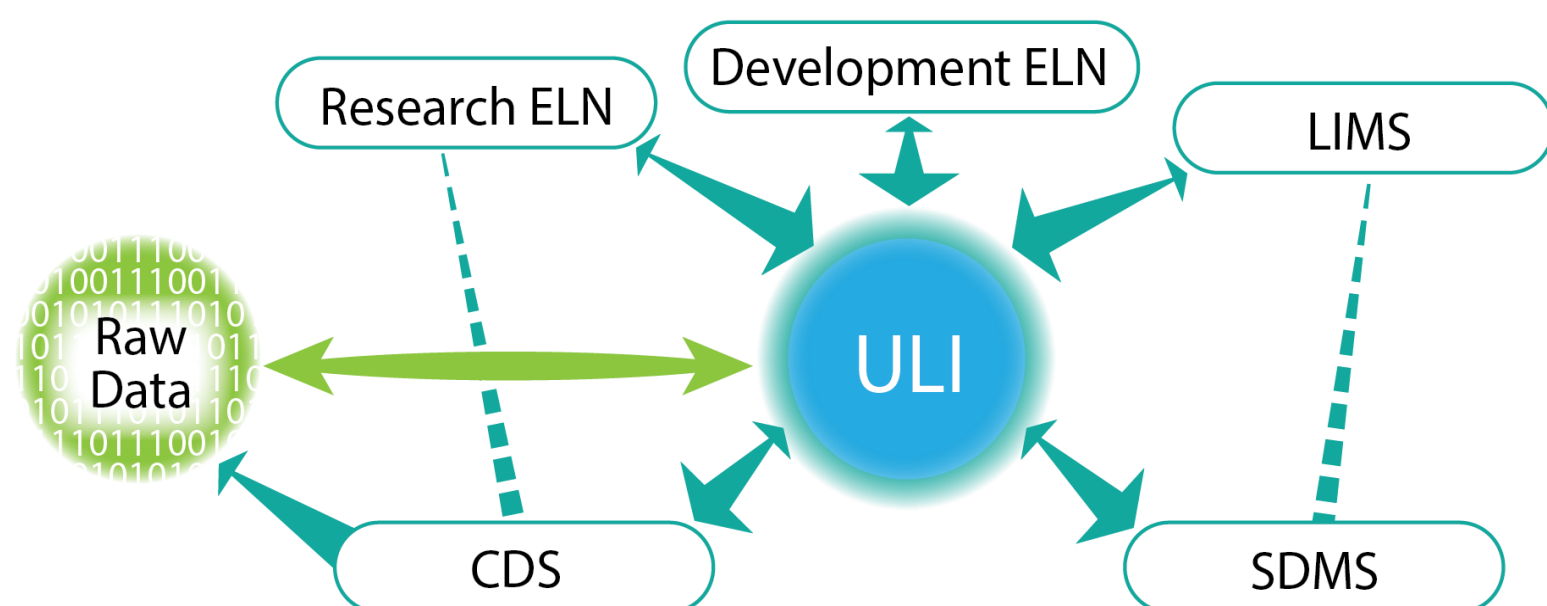 Development ELN
Research ELN
LIMS
Raw
Data
ULI
CDS
SDMS